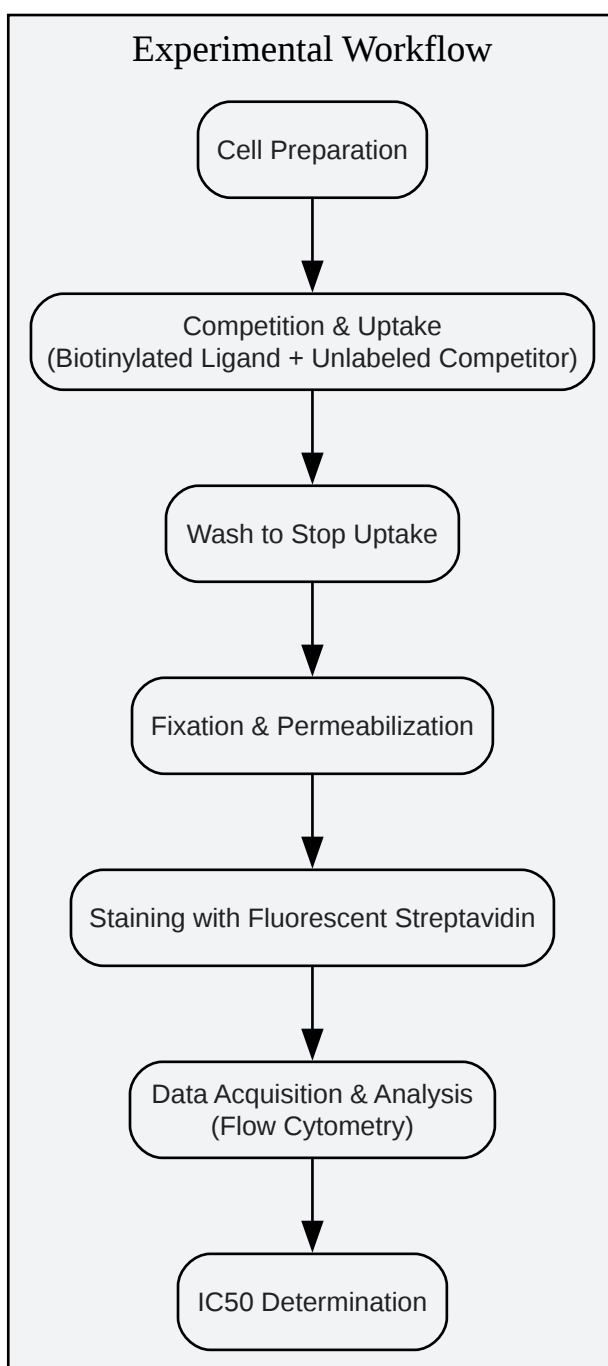 Experimental Workflow
Cell Preparation
Competition & Uptake
(Biotinylated Ligand + Unlabeled Competitor)
Wash to Stop Uptake
Fixation & Permeabilization
Staining with Fluorescent Streptavidin
Data Acquisition & Analysis
(Flow Cytometry)
IC50 Determination